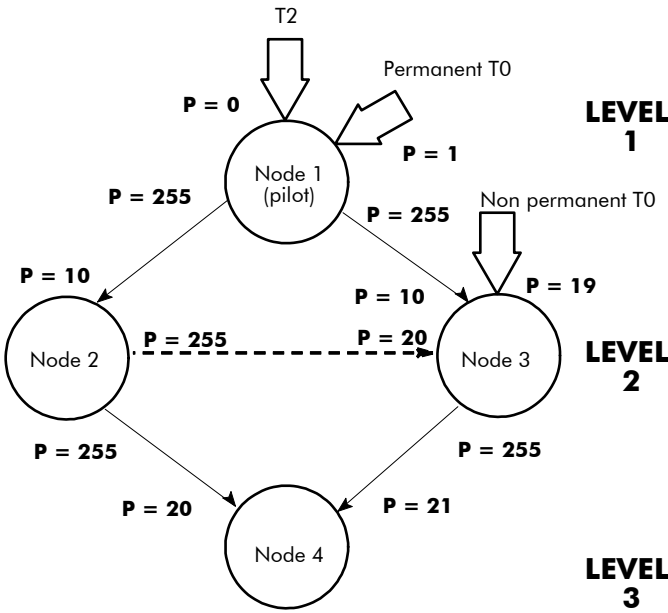 T2
Permanent T0
P = 0
LEVEL
1
P = 1
Node 1
(pilot)
P = 255
P = 255
Non permanent T0
P = 10
P = 10
P = 19
P = 255
P = 20
Node 2
Node 3
LEVEL
2
P = 255
P = 255
P = 20
P = 21
Node 4
LEVEL
3